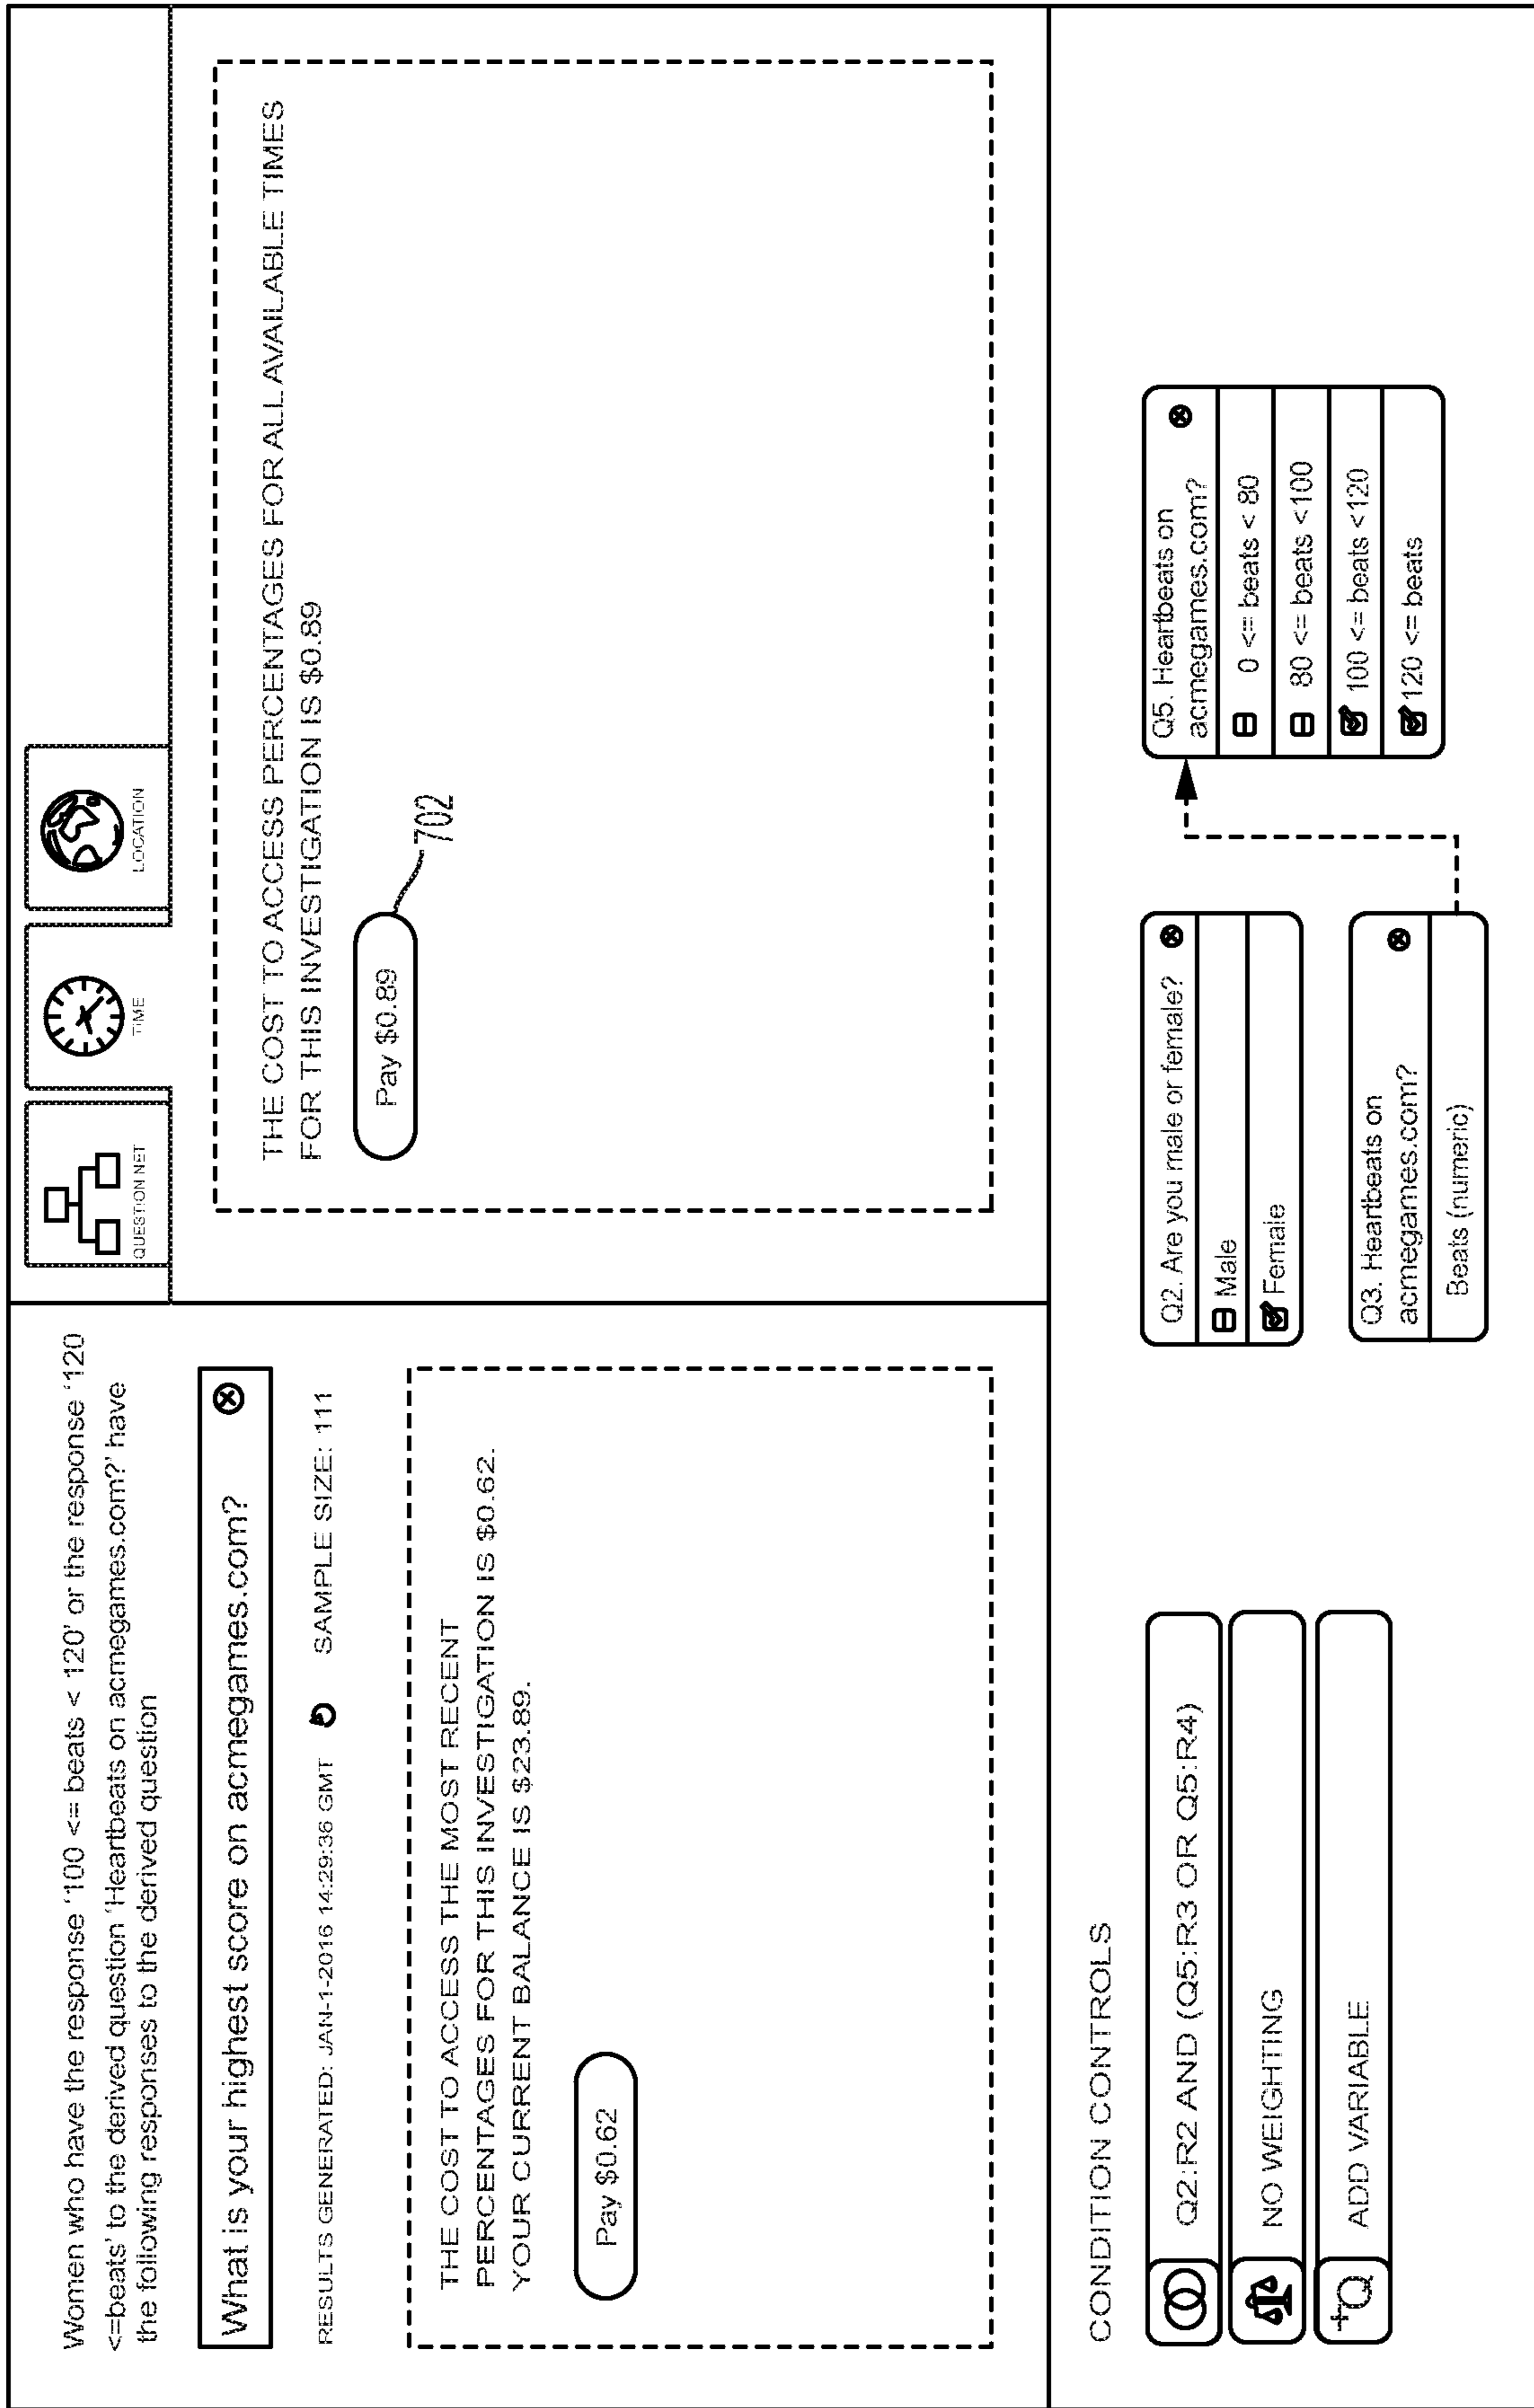 Women who have the response '100 <= beats < 120' or the response '120
<=beats' to the derived question 'Heartbeats on acmegames.com?' have
the following responses to the derived question
What is your highest score on acmegames.com?
RESULTS GENERATED: JAN-1-2016 14:29:36 GMT
SAMPLE SIZE: 111
THE COST TO ACCESS THE MOST RECENT
PERCENTAGES FOR THIS INVESTIGATION IS $0.62.
YOUR CURRENT BALANCE IS $23.89.
Pay $0.62
QUESTION NET
TIME
LOCATION
THE COST TO ACCESS PERCENTAGES FOR ALL AVAILABLE TIMES
FOR THIS INVESTIGATION IS $0.89
Pay $0.89
702
CONDITION CONTROLS
Q2:R2 AND (Q5:R3 OR Q5:R4)
NO WEIGHTING
+Q ADD VARIABLE
Q2. Are you male or female?
Male
Female
Q3. Heartbeats on
acmegames.com?
Beats (numeric)
Q5. Heartbeats on
acmegames.com?
0 <= beats < 80
80 <= beats <100
100 <= beats <120
120 <= beats